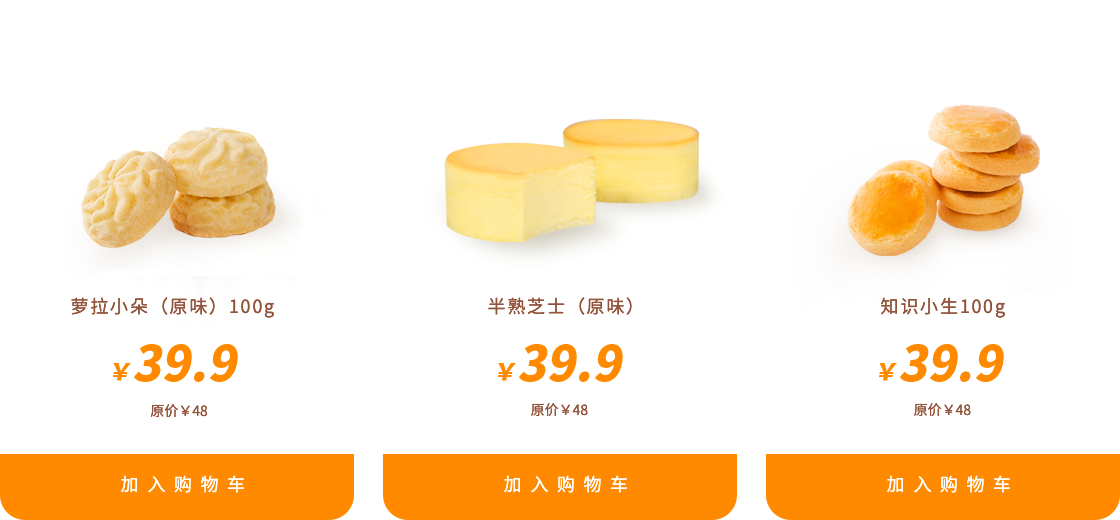 萝拉小朵（原味）100g
¥39.9
原价¥48
加入购物车
半熟芝士（原味）
¥39.9
原价¥48
加入购物车
知识小生100g
¥39.9
原价¥48
加入购物车